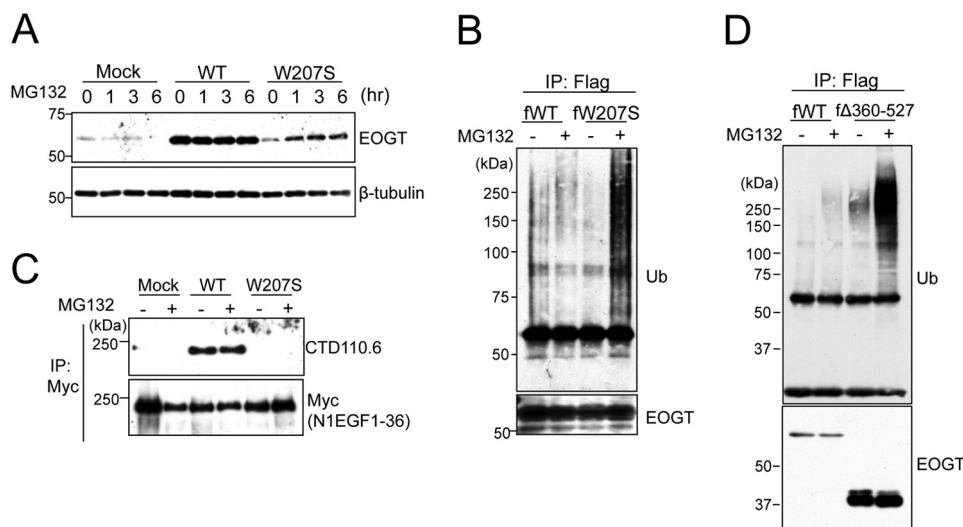 A
Mock WT W207S
MG132 0 1 3 6 0 1 3 6 0 1 3 6 (hr)
75
EOGT
50
50
β-tubulin
B
IP: Flag
fWT fW207S
MG132 - + - +
(kDa)
250
150
100
75
50
Ub
EOGT
50
C
Mock WT W207S
MG132 - + - + - +
(kDa)
250
CTD110.6
IP:
Myc
250
Myc
(N1EGF1-36)
D
IP: Flag
fWT fΔ360-527
MG132 - + - +
(kDa)
250
150
100
75
50
37
Ub
50
37
EOGT